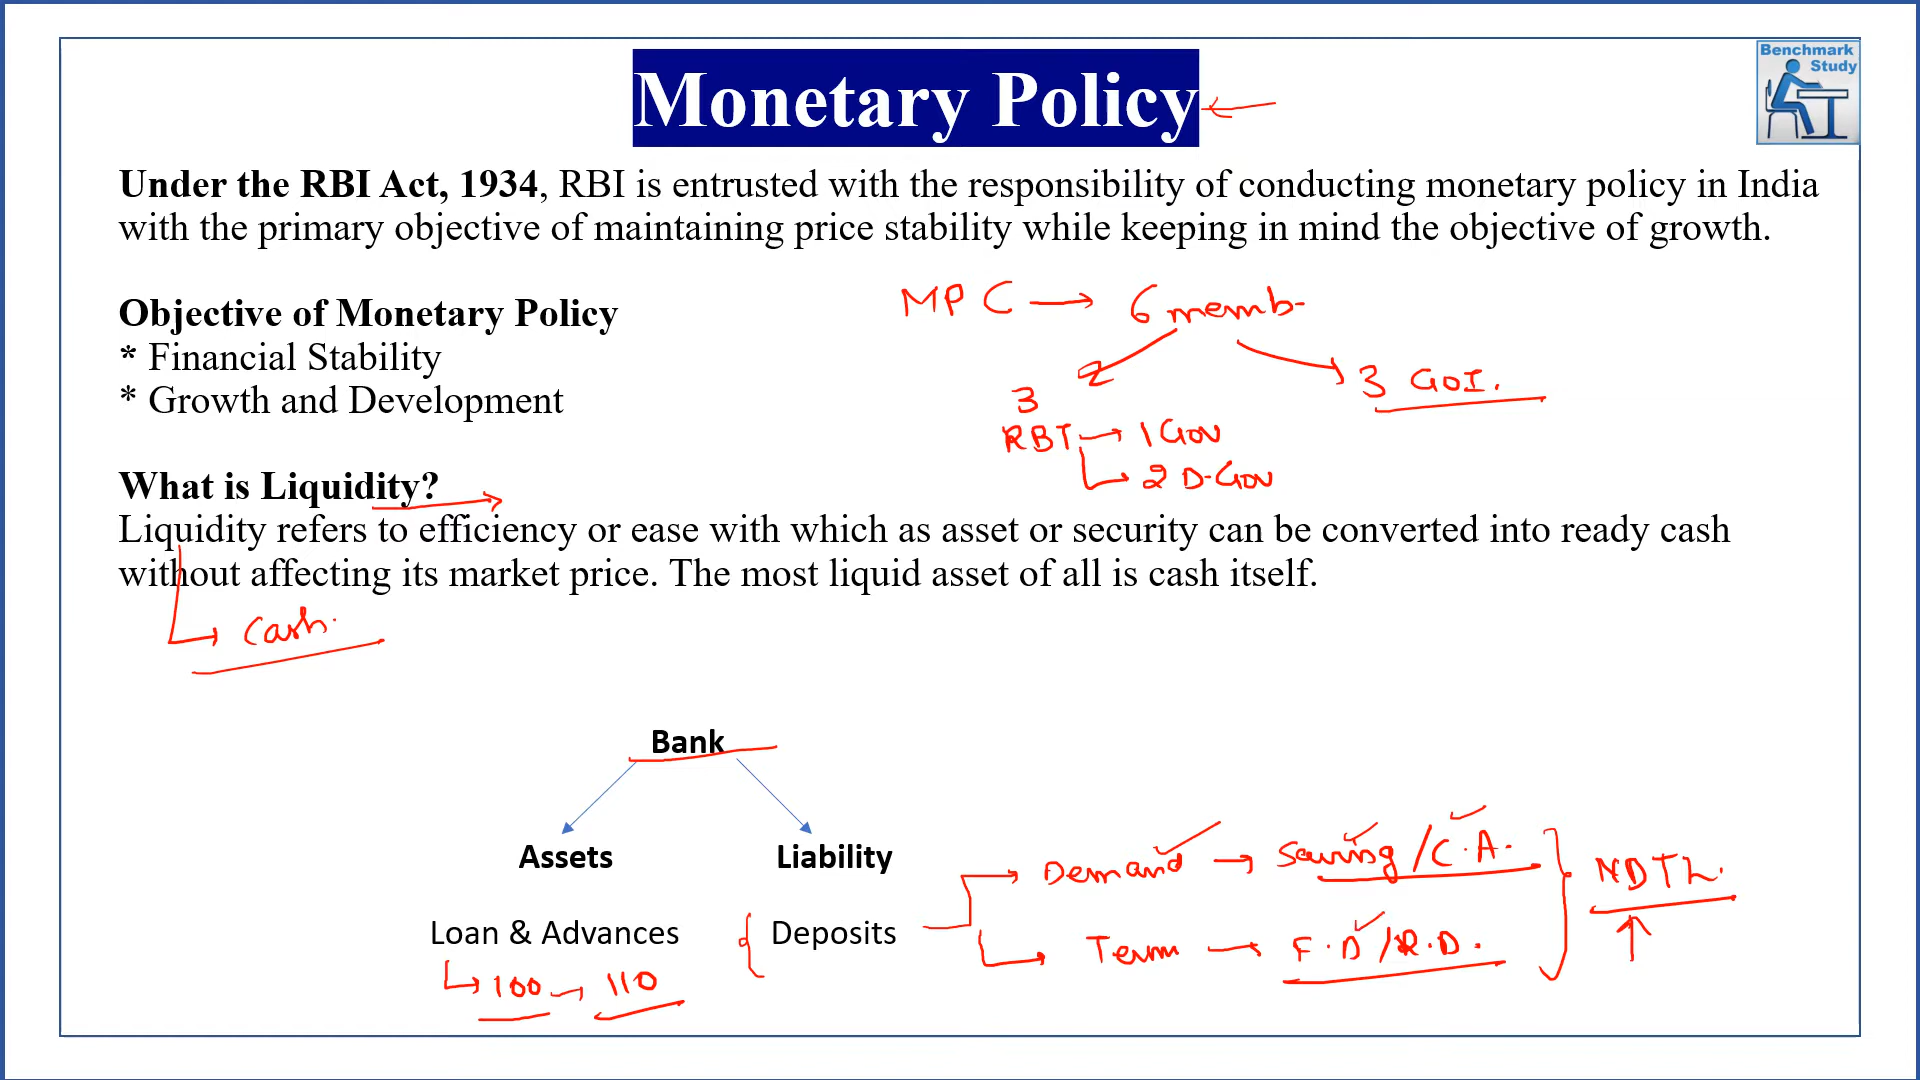 Benchmark
Study
Monetary Policy
Under the RBI Act, 1934, RBI is entrusted with the responsibility of conducting monetary policy in India
with the primary objective of maintaining price stability while keeping in mind the objective of growth.
MPC → 6 memb-
Objective of Monetary Policy
* Financial Stability
3 GOI.
* Growth and Development
3
RBI → 1 Gov
→ 2 D-Gov
What is Liquidity?
Liquidity refers to efficiency or ease with which as asset or security can be converted into ready cash
without affecting its market price. The most liquid asset of all is cash itself.
→ Cash.
Bank
Assets Liability
Demand → Saving / C.A.
NDTL.
Loan & Advances Deposits
Term → F.D / R.D.
→ 100 → 110